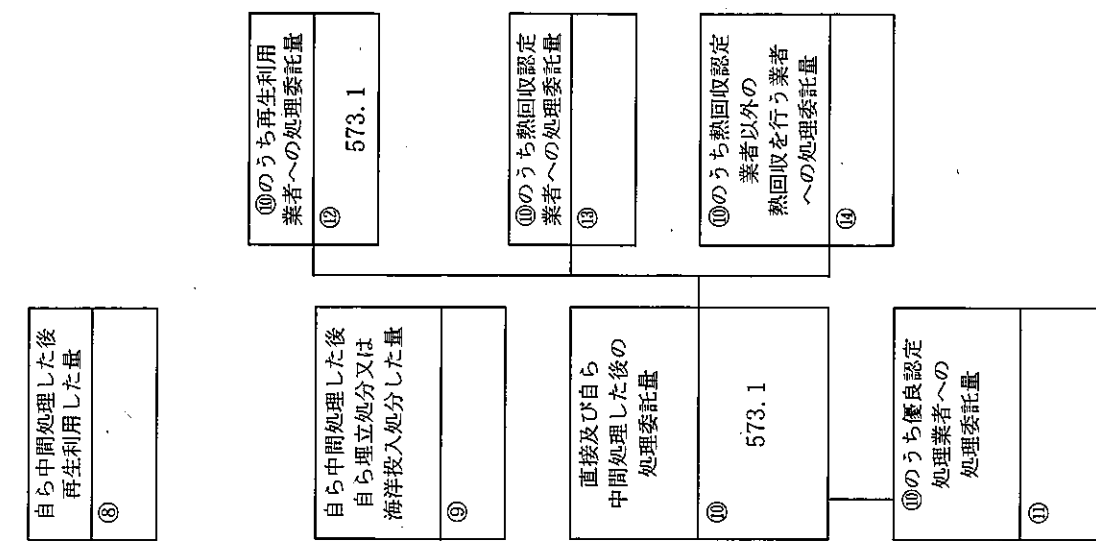 自ら中間処理した後
再生利用した量
⑧
自ら中間処理した後
自ら埋立処分又は
海洋投入処分した量
⑨
直接及び自ら
中間処理した後の
処理委託量
⑩
573.1
⑩のうち優良認定
処理業者への
処理委託量
⑪
⑩のうち再生利用
業者への処理委託量
⑫
573.1
⑩のうち熱回収認定
業者への処理委託量
⑬
⑩のうち熱回収認定
業者以外の
熱回収を行う業者
への処理委託量
⑭